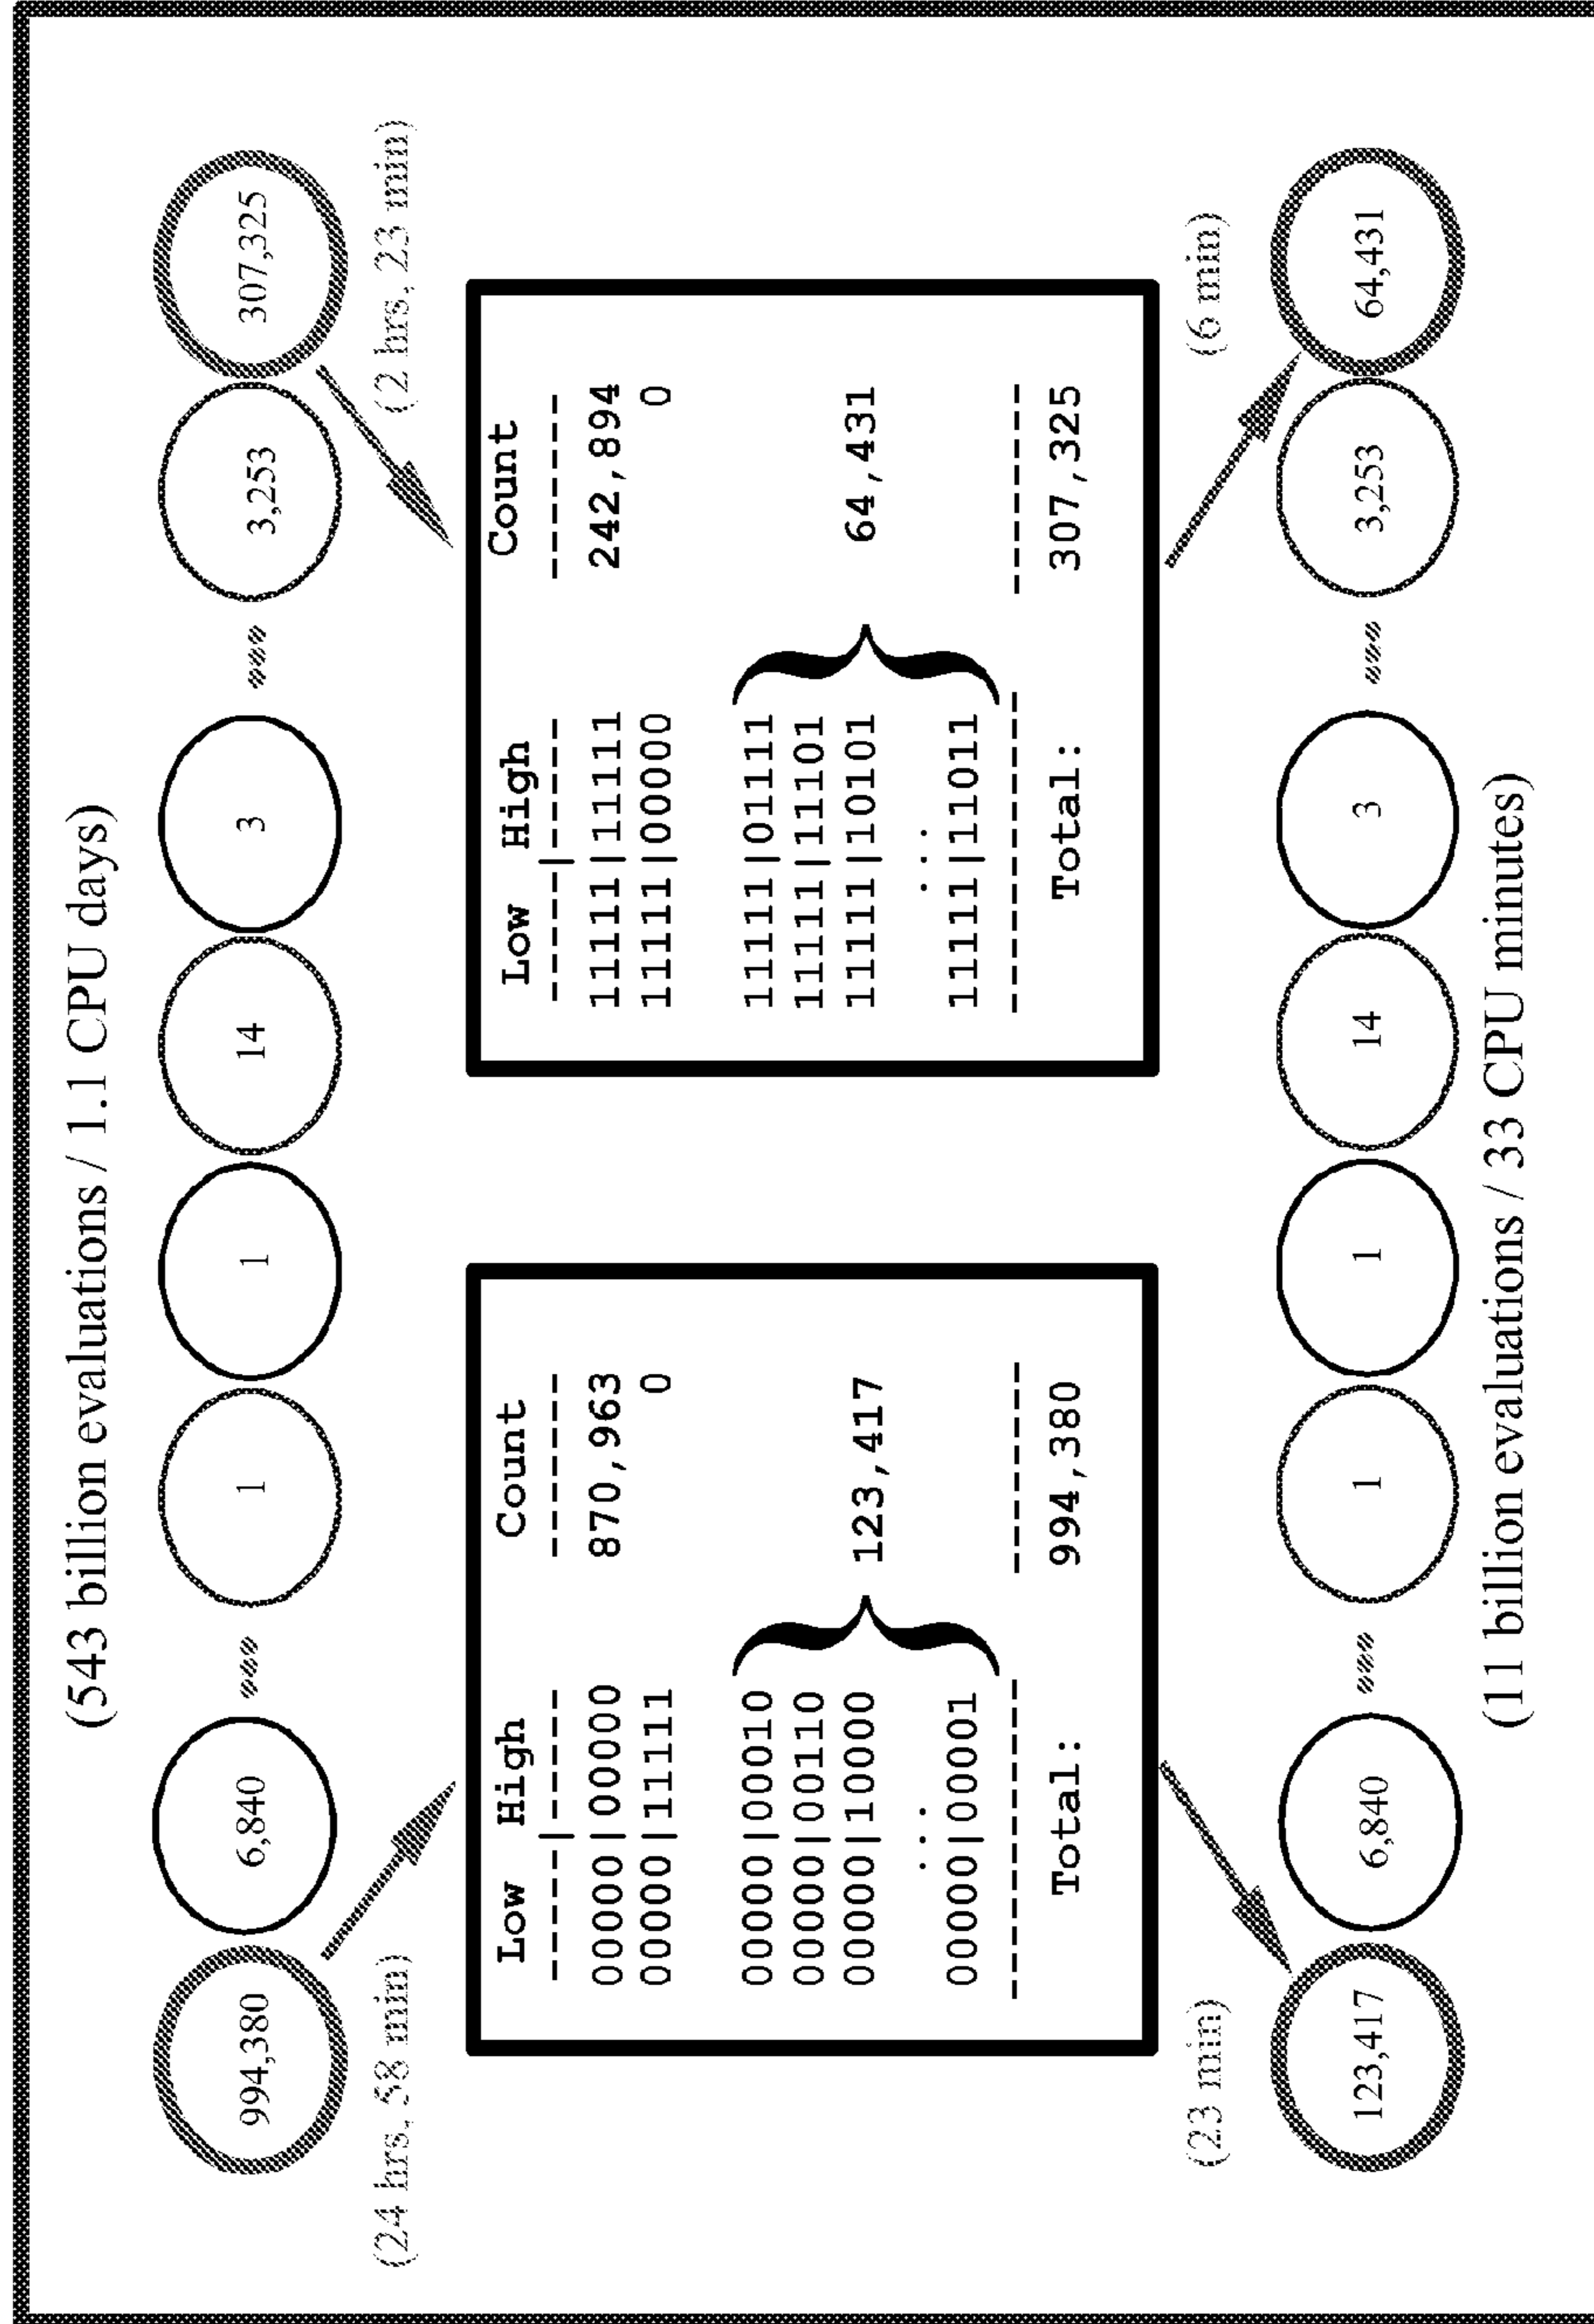 (543 billion evaluations / 1.1 CPU days)
994,380 6,840 1 1 14 3 3,253 307,325
(24 hrs, 58 min) (2 hrs, 23 min)
Low High Count
-----|------ -------
00000|00000 870,963
00000|11111 0
00000|00010
00000|00110
00000|10000 123,417
...
00000|00001
------------ -------
Total: 994,380
Low High Count
-----|------ -------
11111|11111 242,894
11111|00000 0
11111|01111
11111|11101
11111|10101 64,431
...
11111|11011
------------ -------
Total: 307,325
(23 min) (6 min)
123,417 6,840 1 1 14 3 3,253 64,431
(11 billion evaluations / 33 CPU minutes)